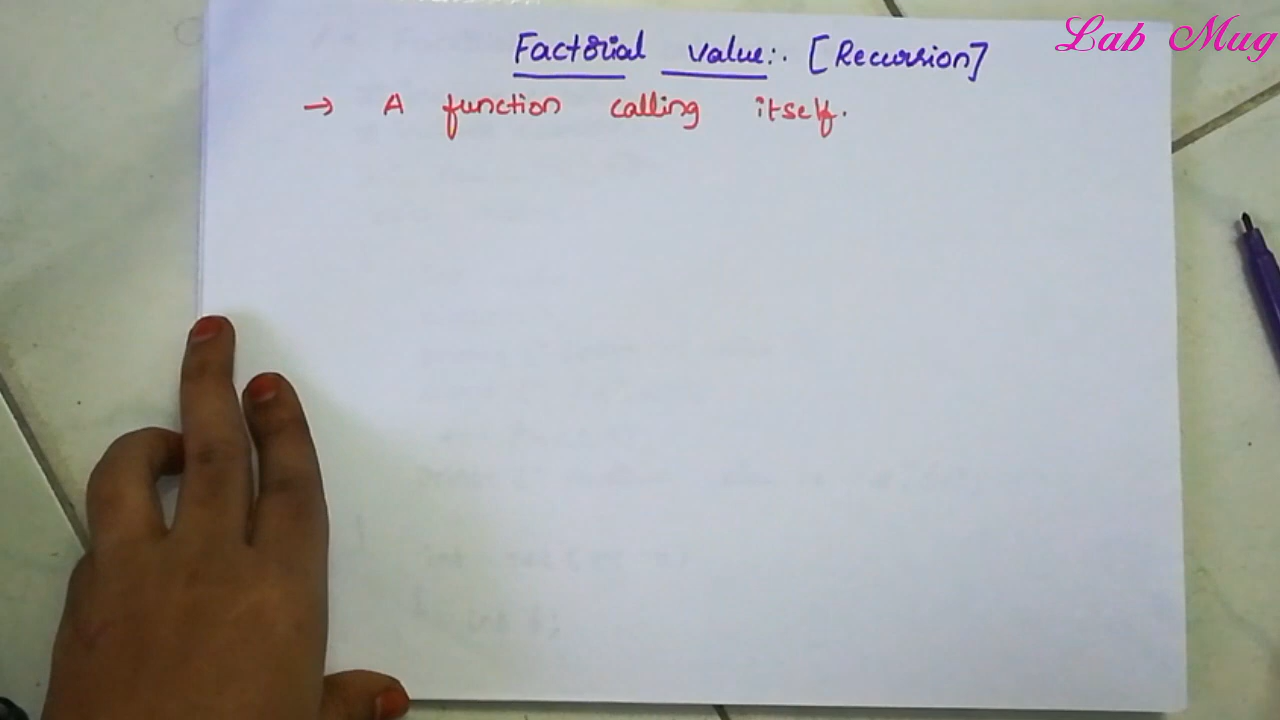 Lab Mug
Factorial value:. [Recursion]
→ A function calling itself.